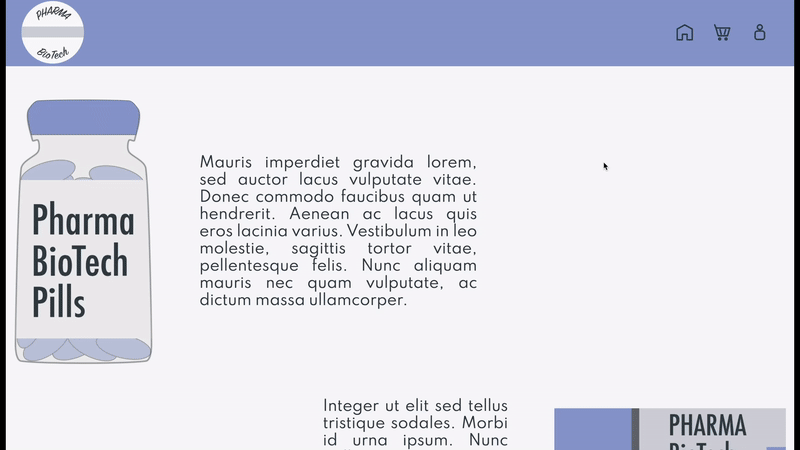 PHARMA
BioTech
Pharma
BioTech
Pills
Mauris imperdiet gravida lorem,
sed auctor lacus vulputate vitae.
Donec commodo faucibus quam ut
hendrerit. Aenean ac lacus quis
eros lacinia varius. Vestibulum in leo
molestie, sagittis tortor vitae,
pellentesque felis. Nunc aliquam
mauris nec quam vulputate, ac
dictum massa ullamcorper.
Integer ut elit sed tellus
tristique sodales. Morbi
id urna ipsum. Nunc
PHARMA
BioTech